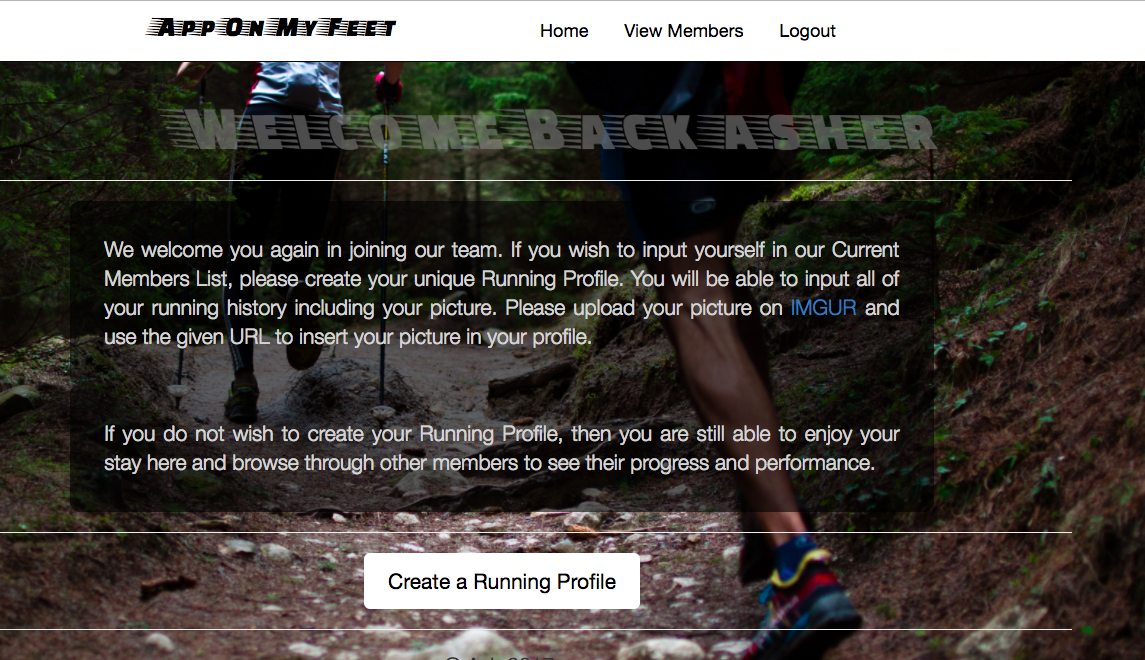 App On My Feet
Home View Members Logout
Welcome Back asher
We welcome you again in joining our team. If you wish to input yourself in our Current
Members List, please create your unique Running Profile. You will be able to input all of
your running history including your picture. Please upload your picture on IMGUR and
use the given URL to insert your picture in your profile.
If you do not wish to create your Running Profile, then you are still able to enjoy your
stay here and browse through other members to see their progress and performance.
Create a Running Profile